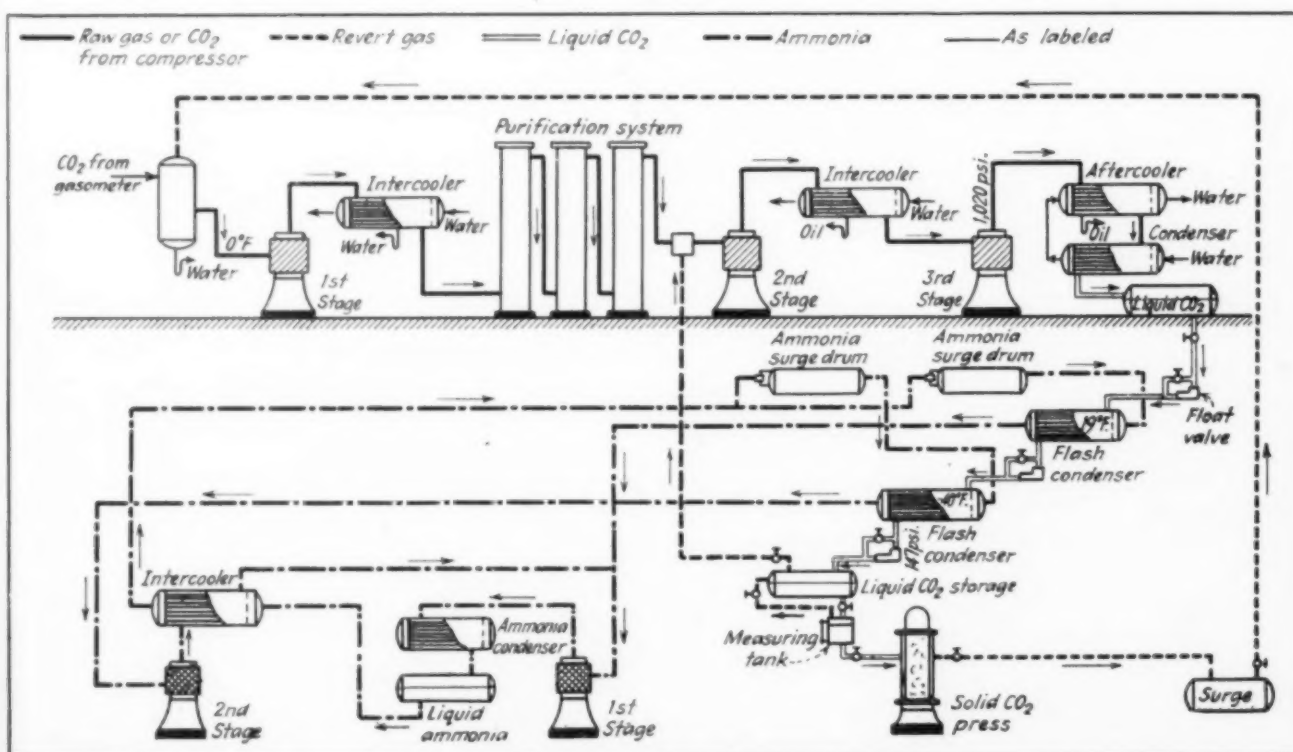 Raw gas or CO₂
from compressor
Revert gas
Liquid CO₂
Ammonia
As labeled
Purification system
CO₂ from
gasometer
Intercooler
Water
Water
0°F.
Water
1st
Stage
Intercooler
Water
Oil
2nd
Stage
1,020 psi.
3rd
Stage
Aftercooler
Water
Oil
Condenser
Water
Liquid CO₂
Ammonia
surge drum
Ammonia
surge drum
Float
valve
19°F.
Flash
condenser
Flash
condenser
147 psi.
Liquid CO₂ storage
Intercooler
Ammonia
condenser
Measuring
tank
2nd
Stage
Liquid
ammonia
1st
Stage
Solid CO₂
press
Surge